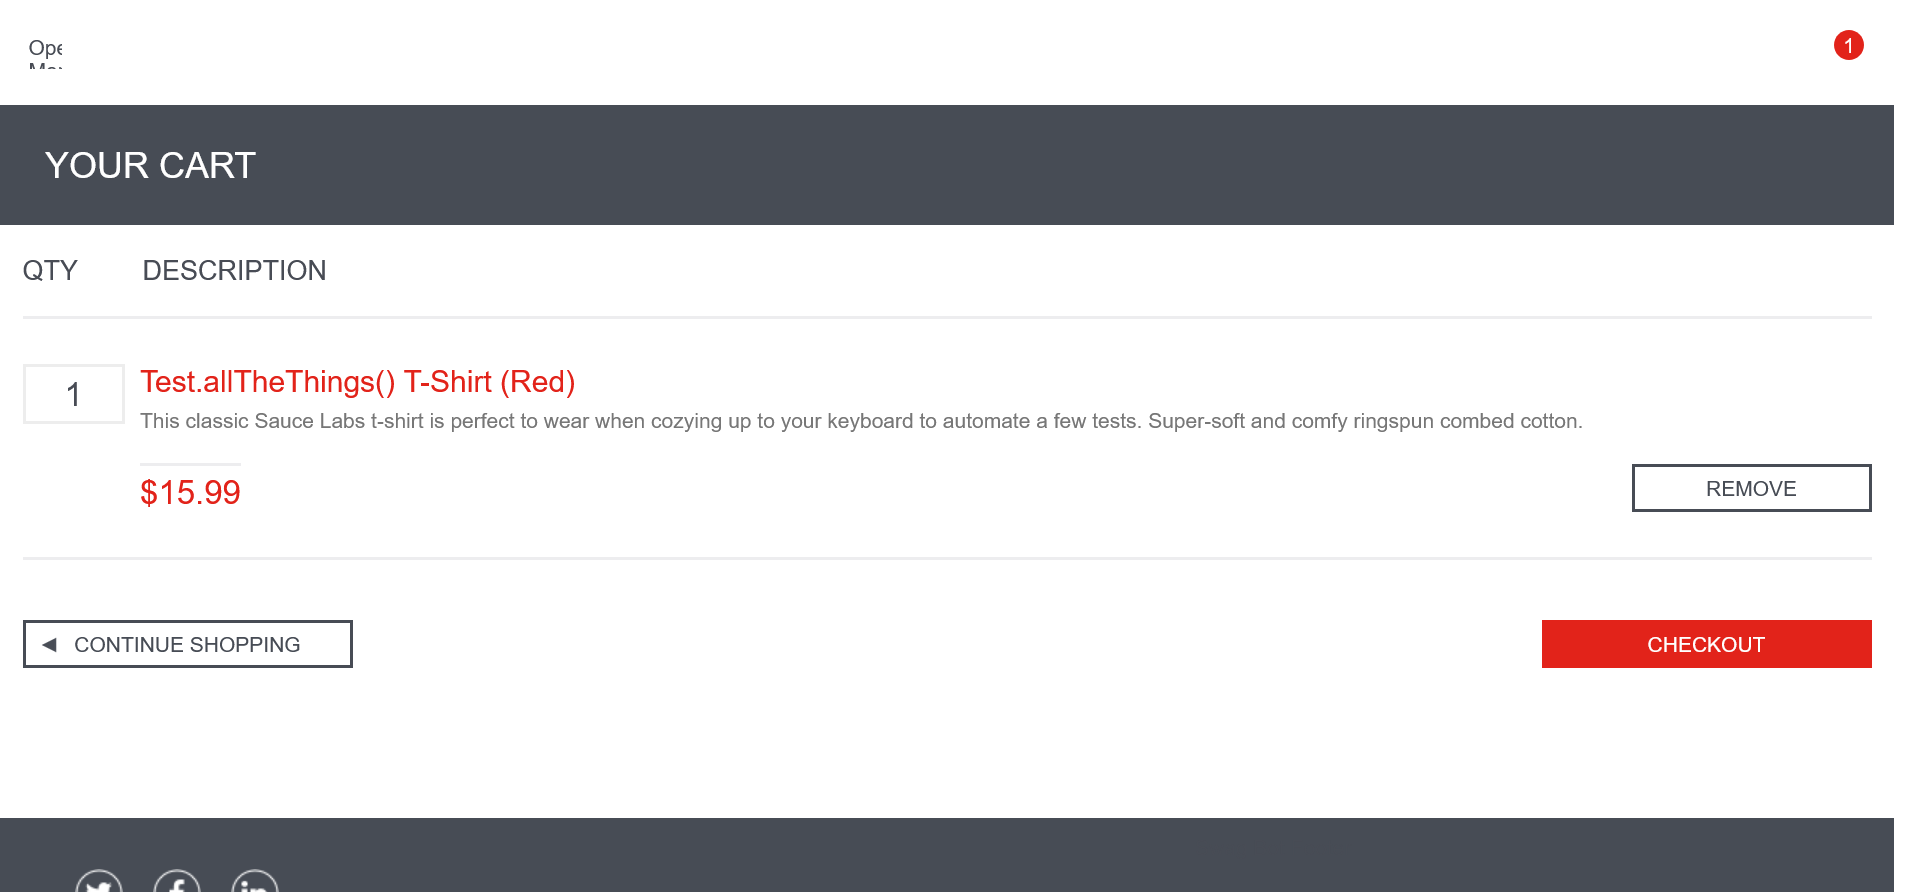 Ope
1
YOUR CART
QTY DESCRIPTION
1
Test.allTheThings() T-Shirt (Red)
This classic Sauce Labs t-shirt is perfect to wear when cozying up to your keyboard to automate a few tests. Super-soft and comfy ringspun combed cotton.
$15.99
REMOVE
◄ CONTINUE SHOPPING
CHECKOUT